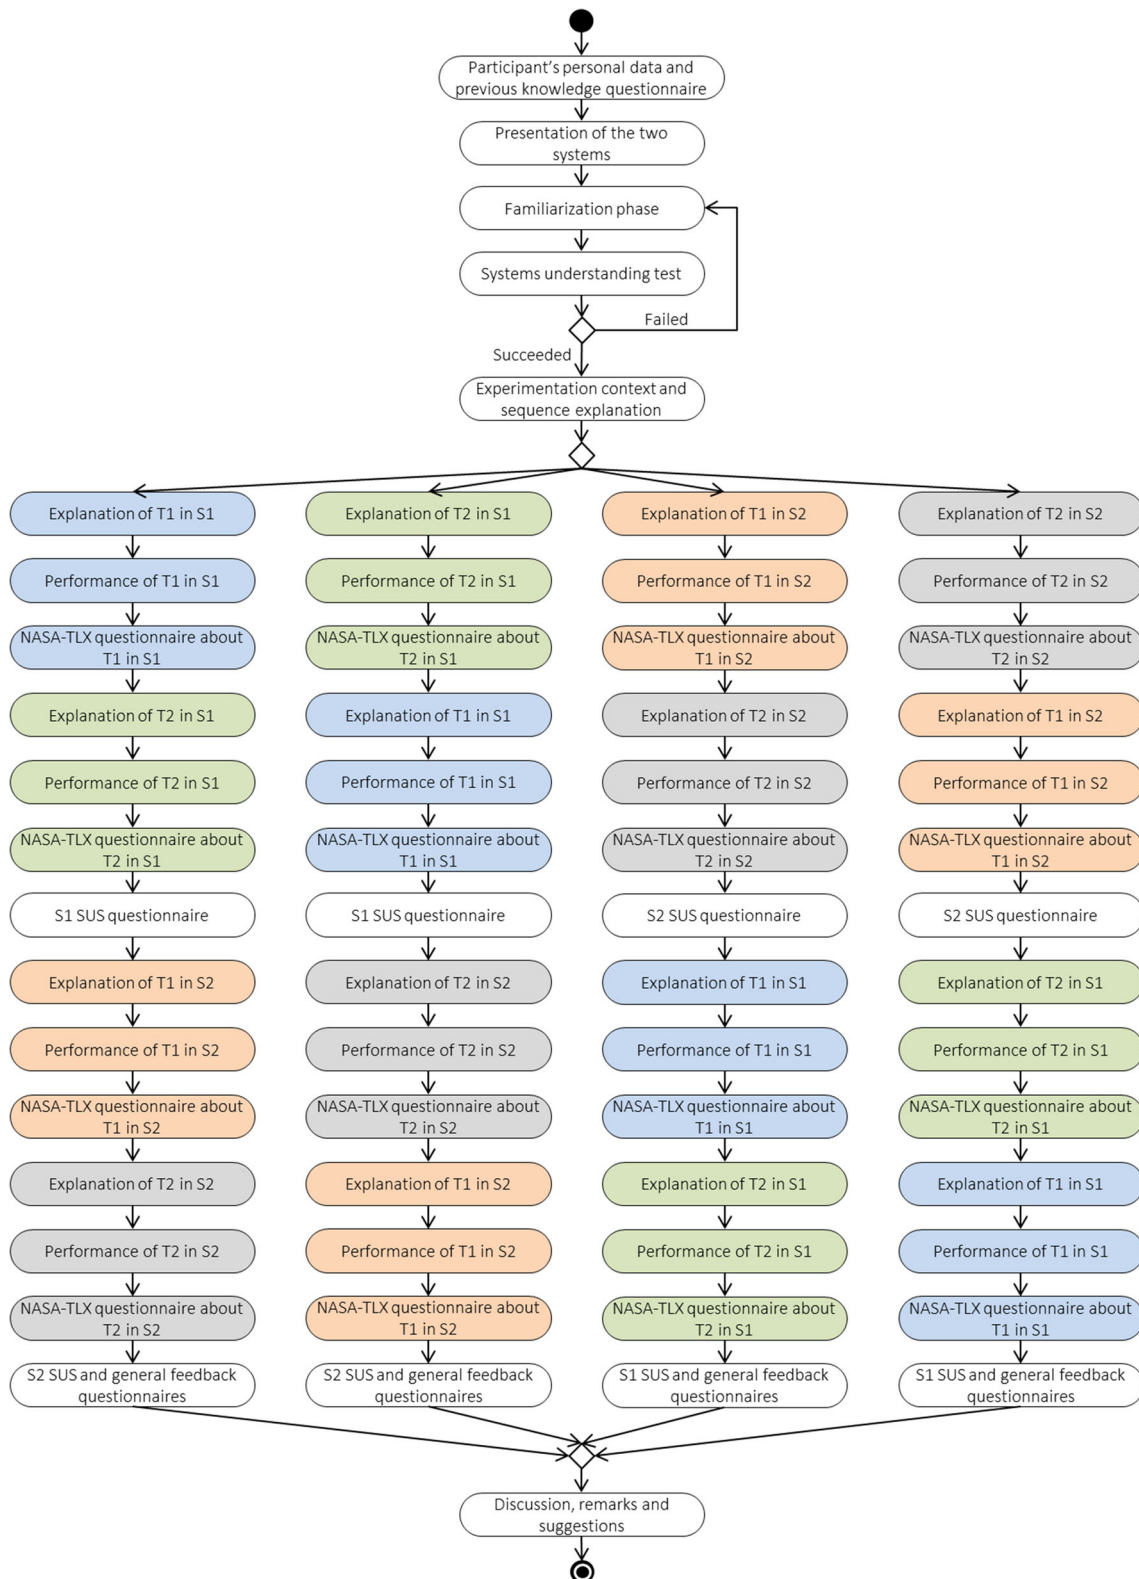 Participant's personal data and
previous knowledge questionnaire
Presentation of the two
systems
Familiarization phase
Systems understanding test
Failed
Succeeded
Experimentation context and
sequence explanation
Explanation of T1 in S1
Performance of T1 in S1
NASA-TLX questionnaire about
T1 in S1
Explanation of T2 in S1
Performance of T2 in S1
NASA-TLX questionnaire about
T2 in S1
S1 SUS questionnaire
Explanation of T1 in S2
Performance of T1 in S2
NASA-TLX questionnaire about
T1 in S2
Explanation of T2 in S2
Performance of T2 in S2
NASA-TLX questionnaire about
T2 in S2
S2 SUS and general feedback
questionnaires
Explanation of T2 in S1
Performance of T2 in S1
NASA-TLX questionnaire about
T2 in S1
Explanation of T1 in S1
Performance of T1 in S1
NASA-TLX questionnaire about
T1 in S1
S1 SUS questionnaire
Explanation of T2 in S2
Performance of T2 in S2
NASA-TLX questionnaire about
T2 in S2
Explanation of T1 in S2
Performance of T1 in S2
NASA-TLX questionnaire about
T1 in S2
S2 SUS and general feedback
questionnaires
Explanation of T1 in S2
Performance of T1 in S2
NASA-TLX questionnaire about
T1 in S2
Explanation of T2 in S2
Performance of T2 in S2
NASA-TLX questionnaire about
T2 in S2
S2 SUS questionnaire
Explanation of T1 in S1
Performance of T1 in S1
NASA-TLX questionnaire about
T1 in S1
Explanation of T2 in S1
Performance of T2 in S1
NASA-TLX questionnaire about
T2 in S1
S1 SUS and general feedback
questionnaires
Explanation of T2 in S2
Performance of T2 in S2
NASA-TLX questionnaire about
T2 in S2
Explanation of T1 in S2
Performance of T1 in S2
NASA-TLX questionnaire about
T1 in S2
S2 SUS questionnaire
Explanation of T2 in S1
Performance of T2 in S1
NASA-TLX questionnaire about
T2 in S1
Explanation of T1 in S1
Performance of T1 in S1
NASA-TLX questionnaire about
T1 in S1
S1 SUS and general feedback
questionnaires
Discussion, remarks and
suggestions